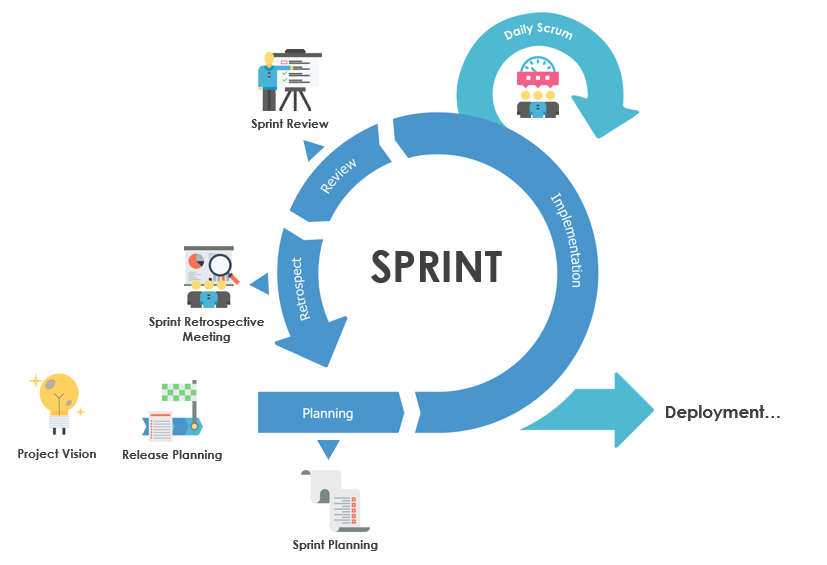 Daily Scrum
Sprint Review
Review
Implementation
SPRINT
Retrospect
Sprint Retrospective
Meeting
Planning
Deployment...
Project Vision
Release Planning
Sprint Planning